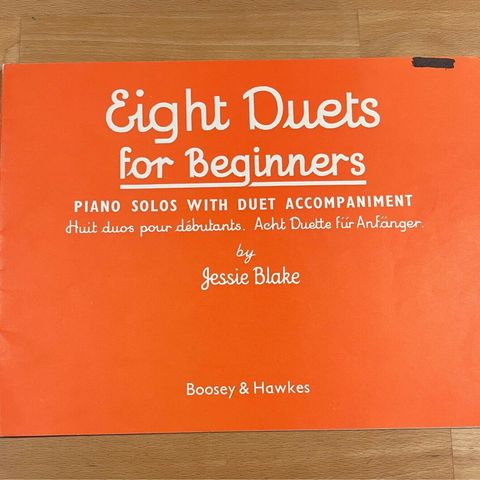 Eight Duets
for Beginners
PIANO SOLOS WITH DUET ACCOMPANIMENT
Huit duos pour débutants. Acht Duette für Anfänger.
by
Jessie Blake
Boosey & Hawkes